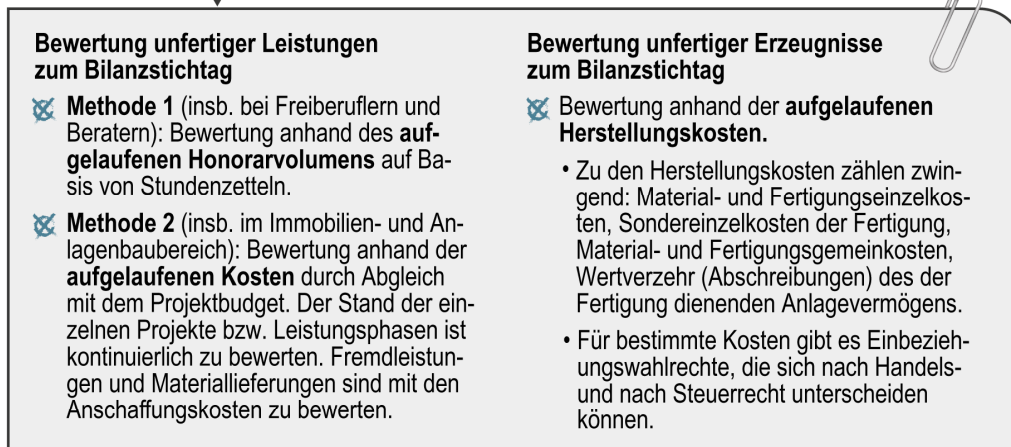 Bewertung unfertiger Leistungen
zum Bilanzstichtag
Methode 1 (insb. bei Freiberuflern und
Beratern): Bewertung anhand des auf-
gelaufenen Honorarvolumens auf Ba-
sis von Stundenzetteln.
Methode 2 (insb. im Immobilien- und An-
lagenbaubereich): Bewertung anhand der
aufgelaufenen Kosten durch Abgleich
mit dem Projektbudget. Der Stand der ein-
zelnen Projekte bzw. Leistungsphasen ist
kontinuierlich zu bewerten. Fremdleistun-
gen und Materiallieferungen sind mit den
Anschaffungskosten zu bewerten.
Bewertung unfertiger Erzeugnisse
zum Bilanzstichtag
Bewertung anhand der aufgelaufenen
Herstellungskosten.
• Zu den Herstellungskosten zählen zwin-
gend: Material- und Fertigungseinzelkos-
ten, Sondereinzelkosten der Fertigung,
Material- und Fertigungsgemeinkosten,
Wertverzehr (Abschreibungen) des der
Fertigung dienenden Anlagevermögens.
• Für bestimmte Kosten gibt es Einbezieh-
ungswahlrechte, die sich nach Handels-
und nach Steuerrecht unterscheiden
können.